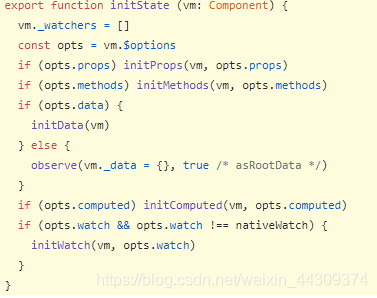 export function initState (vm: Component) {
  vm._watchers = []
  const opts = vm.$options
  if (opts.props) initProps(vm, opts.props)
  if (opts.methods) initMethods(vm, opts.methods)
  if (opts.data) {
    initData(vm)
  } else {
    observe(vm._data = {}, true /* asRootData */)
  }
  if (opts.computed) initComputed(vm, opts.computed)
  if (opts.watch && opts.watch !== nativeWatch) {
    initWatch(vm, opts.watch)
  }
}
https://blog.csdn.net/weixin_44309374